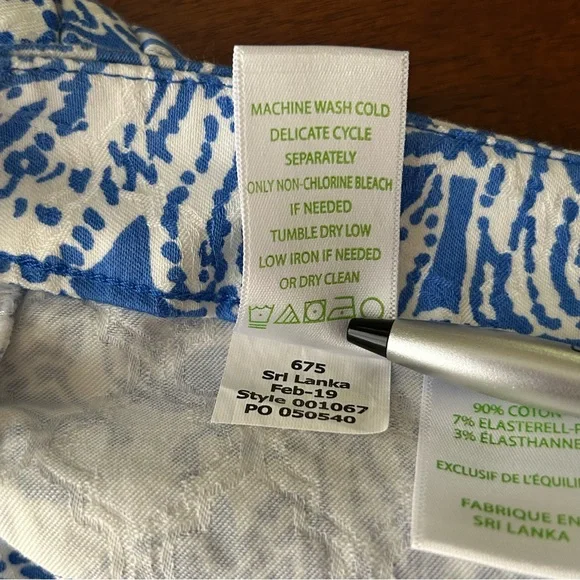 MACHINE WASH COLD
DELICATE CYCLE
SEPARATELY
ONLY NON-CHLORINE BLEACH
IF NEEDED
TUMBLE DRY LOW
LOW IRON IF NEEDED
OR DRY CLEAN
675
Sri Lanka
Feb-19
Style 001067
PO 050540
90% COTON
7% ELASTERELL-P
3% ÉLASTHANNE
EXCLUSIF DE L'ÉQUILI
FABRIQUE EN
SRI LANKA